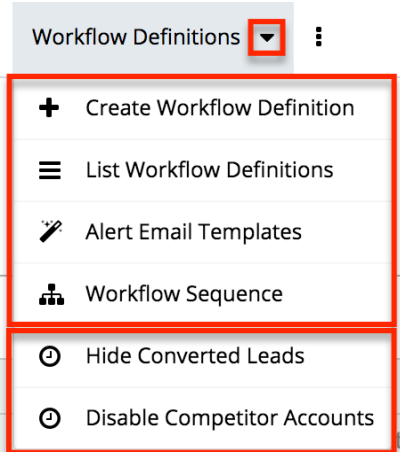 Workflow Definitions
Create Workflow Definition
List Workflow Definitions
Alert Email Templates
Workflow Sequence
Hide Converted Leads
Disable Competitor Accounts